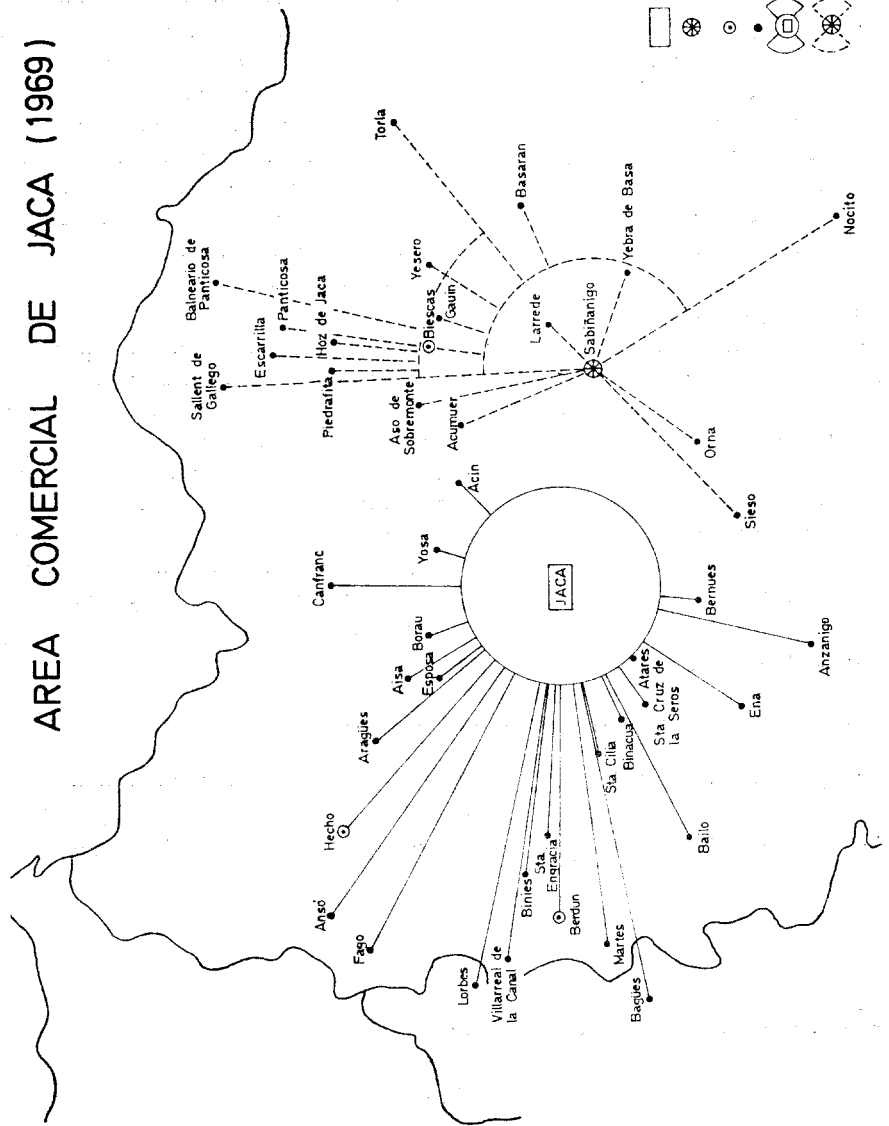 AREA COMERCIAL DE JACA (1969)
Balneario de
Panticosa
Sallent de
Gallego
Escarrilla
Panticosa
Hoz de Jaca
Piedrafita
Torla
Biescas
Yesero
Gavin
Aso de
Sobremonte
Acumuer
Basaran
Larrede
Yebra de Basa
Sabiñanigo
Nocito
Orna
Sieso
Acin
Yosa
Canfranc
Borau
Aisa
Esposa
Aragües
Hecho
Ansó
Fago
Lorbes
Villarreal de
la Canal
Binies
Sta
Engracia
Berdun
Martes
Bagües
JACA
Sta Cilia
Binacua
Sta Cruz de
la Seros
Atares
Bailo
Ena
Anzanigo
Bernues